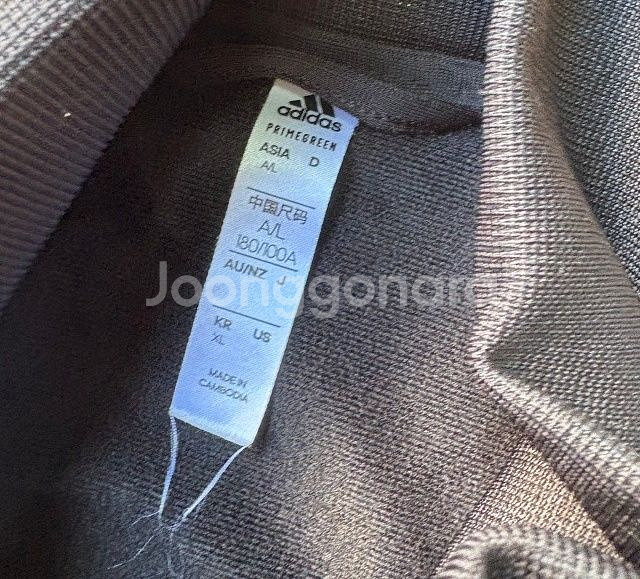 adidas
PRIMEGREEN
ASIA D
A/L
中国尺码
A/L
180/100A
AU/NZ J
KR US
XL
MADE IN
CAMBODIA
Joonggonara